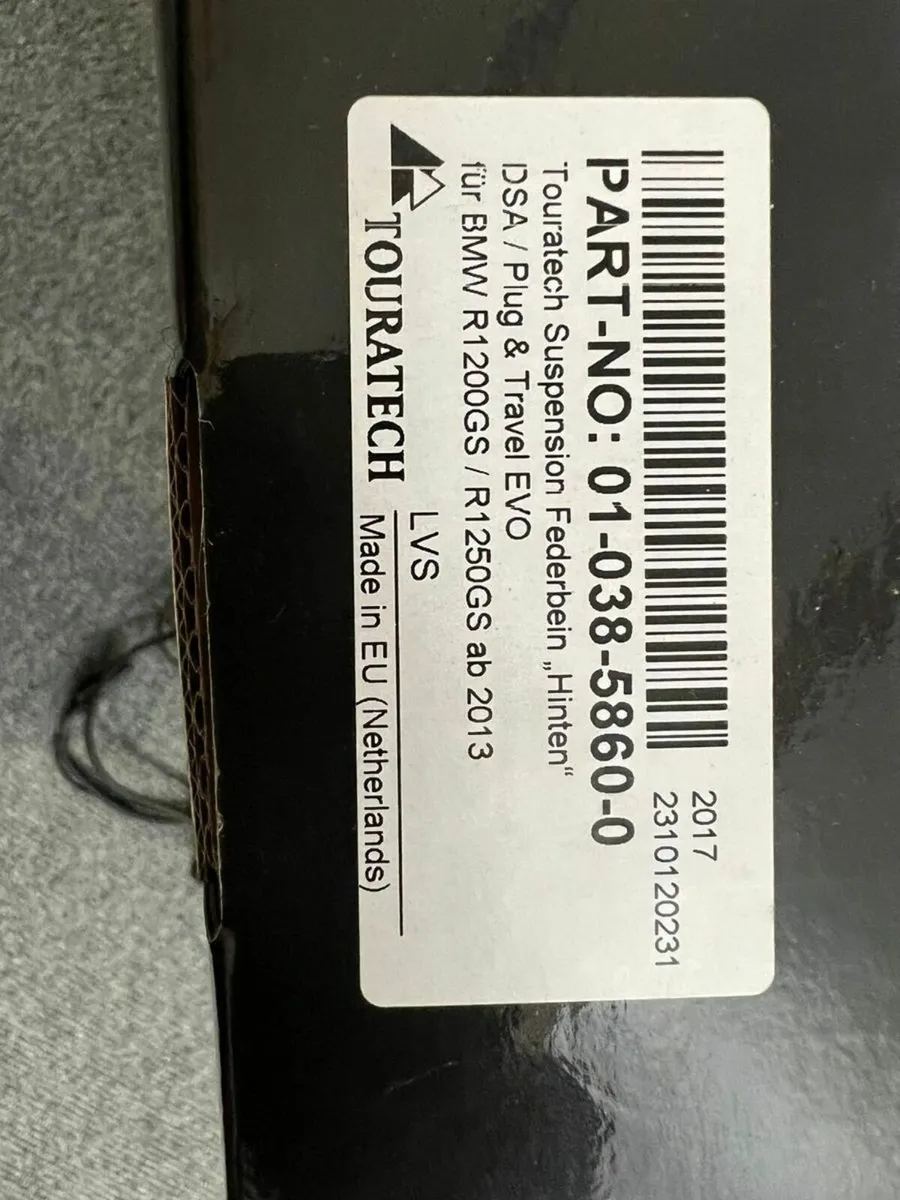 2017
2310120231
PART-NO: 01-038-5860-0
Touratech Suspension Federbein „Hinten“
DSA / Plug & Travel EVO
für BMW R1200GS / R1250GS ab 2013
LVS
TOURATECH
Made in EU (Netherlands)